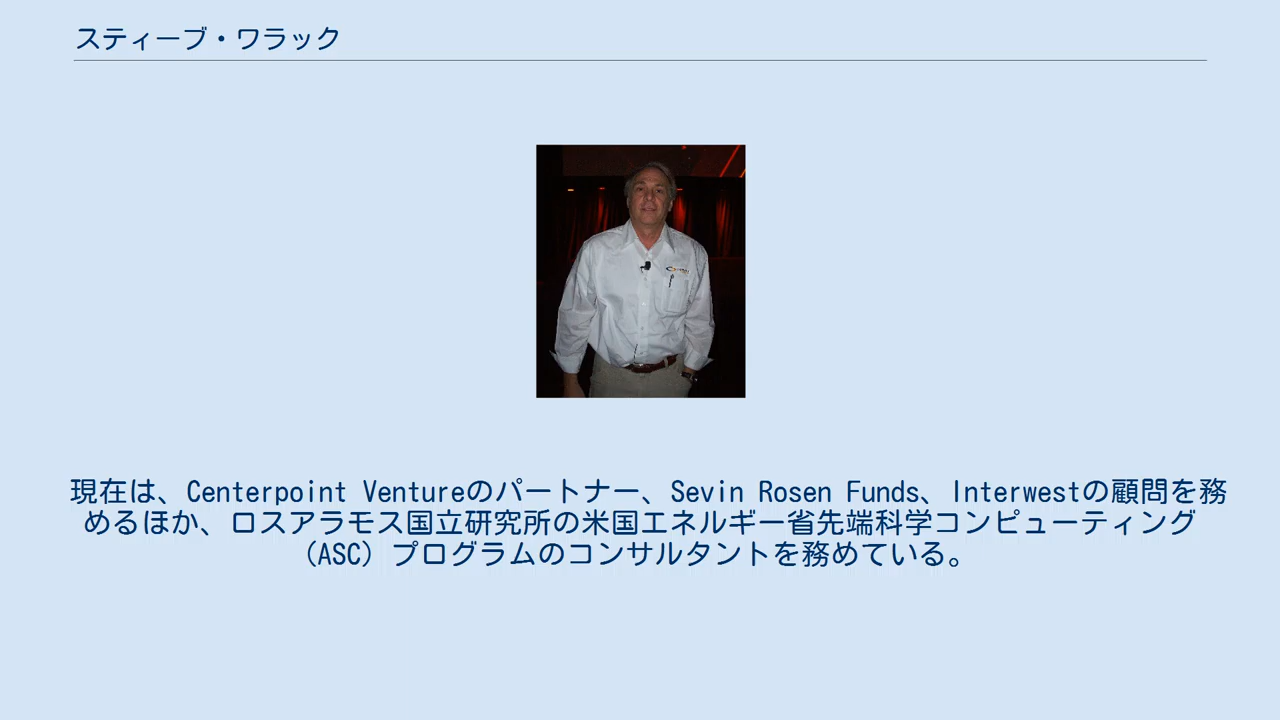 スティーブ・ワラック
現在は、Centerpoint Ventureのパートナー、Sevin Rosen Funds、Interwestの顧問を務
めるほか、ロスアラモス国立研究所の米国エネルギー省先端科学コンピューティング
（ASC）プログラムのコンサルタントを務めている。